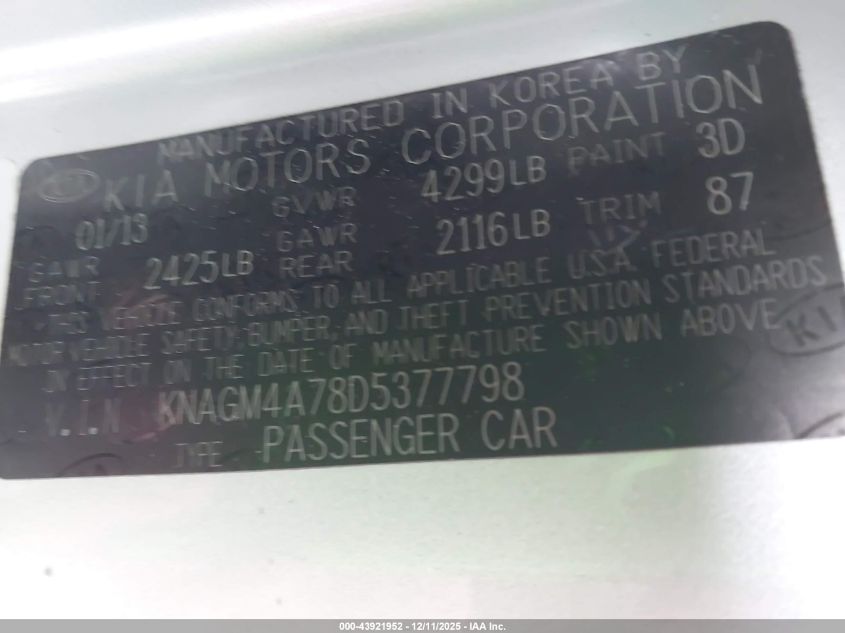 MANUFACTURED IN KOREA BY
KIA KIA MOTORS CORPORATION
01/13 GVWR 4299LB PAINT 3D
GAWR FRONT 2425LB GAWR REAR 2116LB TRIM 87
THIS VEHICLE CONFORMS TO ALL APPLICABLE U.S.A. FEDERAL
MOTOR VEHICLE SAFETY, BUMPER, AND THEFT PREVENTION STANDARDS
IN EFFECT ON THE DATE OF MANUFACTURE SHOWN ABOVE
V.I.N KNAGM4A78D5377798
TYPE PASSENGER CAR
000-43921952 - 12/11/2025 - IAA Inc.